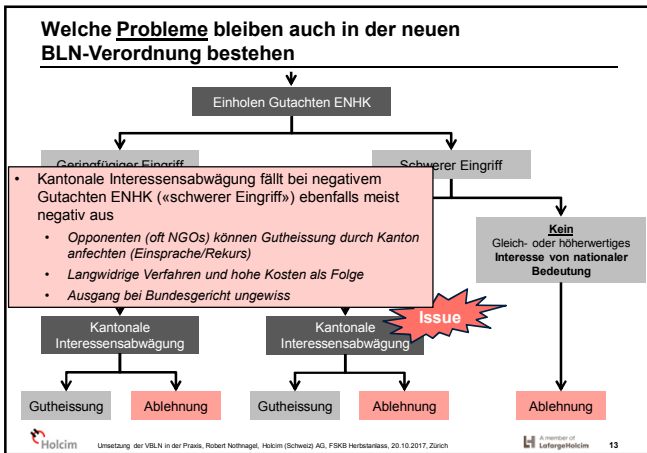 Welche Probleme bleiben auch in der neuen
BLN-Verordnung bestehen
Einholen Gutachten ENHK
Geringfügiger Eingriff
Schwerer Eingriff
• Kantonale Interessensabwägung fällt bei negativem
Gutachten ENHK («schwerer Eingriff») ebenfalls meist
negativ aus
• Opponenten (oft NGOs) können Gutheissung durch Kanton
anfechten (Einsprache/Rekurs)
• Langwidrige Verfahren und hohe Kosten als Folge
• Ausgang bei Bundesgericht ungewiss
Kein
Gleich- oder höherwertiges
Interesse von nationaler
Bedeutung
Issue
Kantonale
Interessensabwägung
Kantonale
Interessensabwägung
Gutheissung
Ablehnung
Gutheissung
Ablehnung
Ablehnung
Holcim
Umsetzung der VBLN in der Praxis, Robert Nothnagel, Holcim (Schweiz) AG, FSKB Herbstanlass, 20.10.2017, Zürich
A member of
LafargeHolcim
13